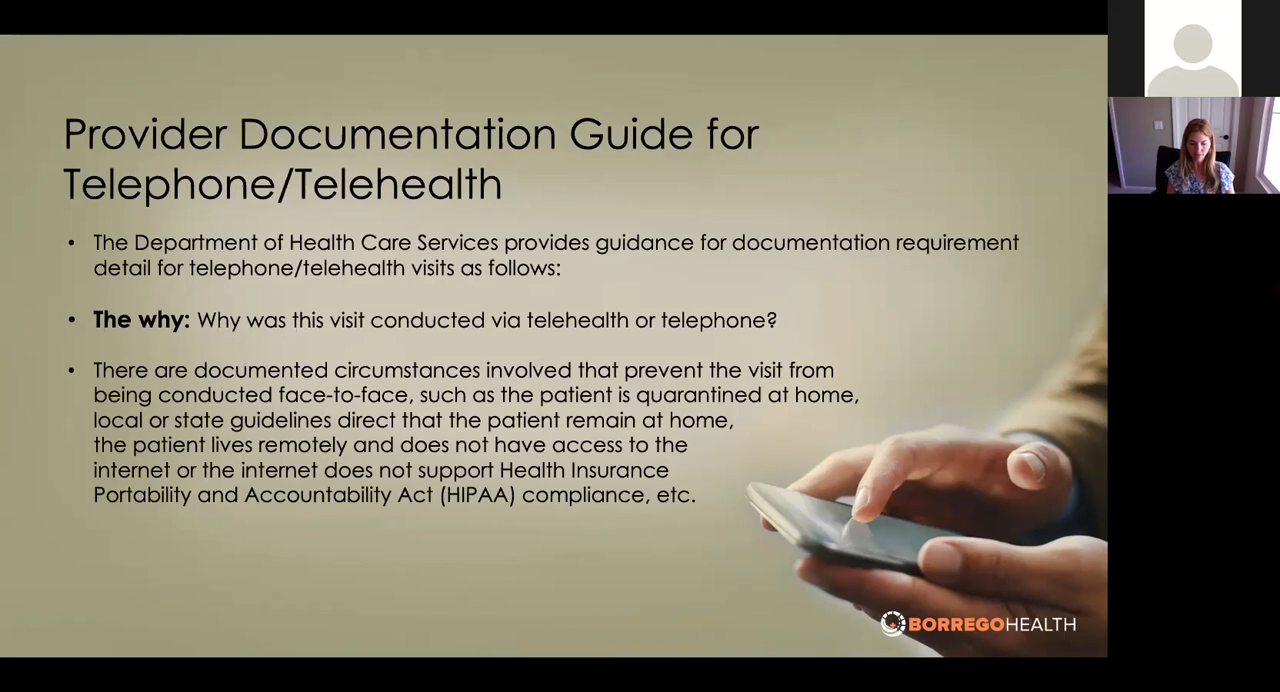 Provider Documentation Guide for
Telephone/Telehealth
• The Department of Health Care Services provides guidance for documentation requirement
detail for telephone/telehealth visits as follows:
• The why: Why was this visit conducted via telehealth or telephone?
• There are documented circumstances involved that prevent the visit from
being conducted face-to-face, such as the patient is quarantined at home,
local or state guidelines direct that the patient remain at home,
the patient lives remotely and does not have access to the
internet or the internet does not support Health Insurance
Portability and Accountability Act (HIPAA) compliance, etc.
BORREGOHEALTH